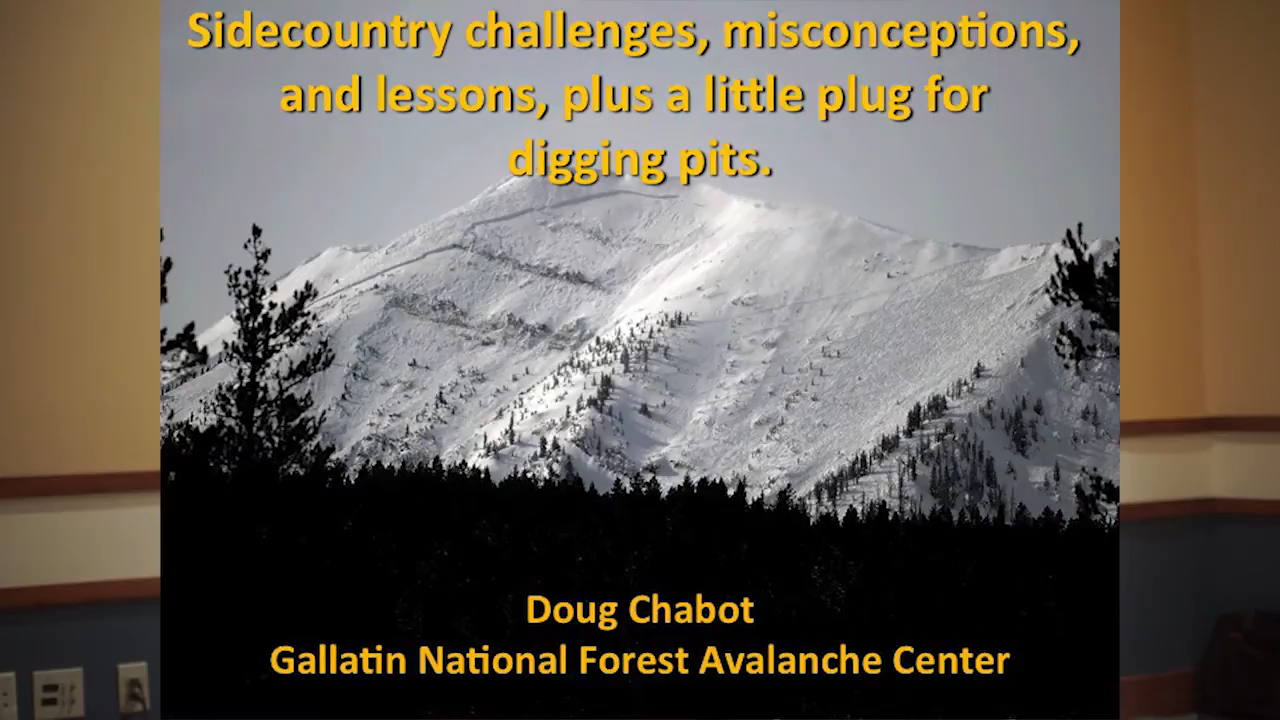 Sidecountry challenges, misconceptions,
and lessons, plus a little plug for
digging pits.
Doug Chabot
Gallatin National Forest Avalanche Center